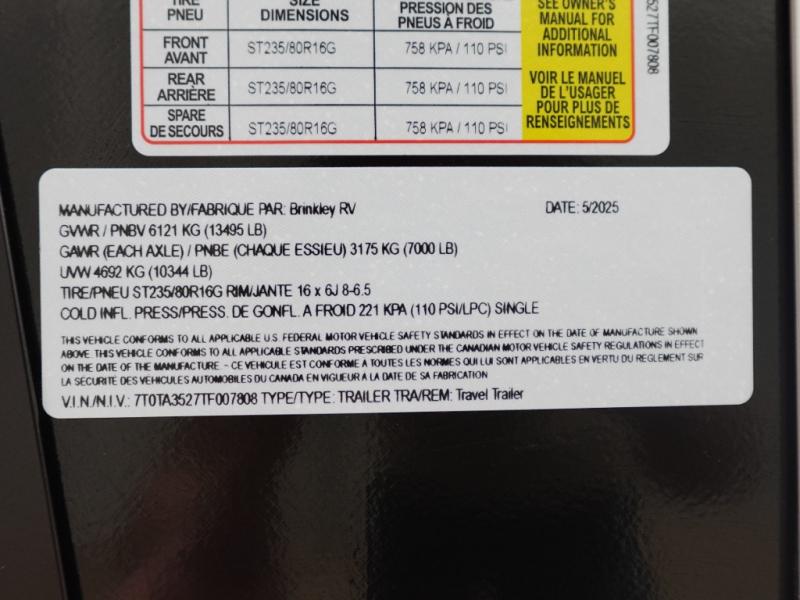 TIRE SIZE PRESSION DES SEE OWNER'S
PNEU DIMENSIONS PNEUS À FROID MANUAL FOR
ADDITIONAL
INFORMATION
FRONT ST235/80R16G 758 KPA / 110 PSI
AVANT
REAR ST235/80R16G 758 KPA / 110 PSI
ARRIÈRE
SPARE ST235/80R16G 758 KPA / 110 PSI
DE SECOURS
VOIR LE MANUEL
DE L'USAGER
POUR PLUS DE
RENSEIGNEMENTS
527TF007808
MANUFACTURED BY/FABRIQUE PAR: Brinkley RV DATE: 5/2025
GVWR / PNBV 6121 KG (13495 LB)
GAWR (EACH AXLE) / PNBE (CHAQUE ESSIEU) 3175 KG (7000 LB)
UVW 4692 KG (10344 LB)
TIRE/PNEU ST235/80R16G RIM/JANTE 16 x 6J 8-6.5
COLD INFL. PRESS/PRESS. DE GONFL. A FROID 221 KPA (110 PSI/LPC) SINGLE
THIS VEHICLE CONFORMS TO ALL APPLICABLE U.S. FEDERAL MOTOR VEHICLE SAFETY STANDARDS IN EFFECT ON THE DATE OF MANUFACTURE SHOWN
ABOVE. THIS VEHICLE CONFORMS TO ALL APPLICABLE STANDARDS PRESCRIBED UNDER THE CANADIAN MOTOR VEHICLE SAFETY REGULATIONS IN EFFECT
ON THE DATE OF THE MANUFACTURE. - CE VEHICULE EST CONFORME A TOUTES LES NORMES QUI LUI SONT APPLICABLES EN VERTU DU REGLEMENT SUR
LA SECURITE DES VEHICULES AUTOMOBILES DU CANADA EN VIGUEUR A LA DATE DE SA FABRICATION
V.I.N./N.I.V.: 7T0TA3527TF007808 TYPE/TYPE: TRAILER TRA/REM: Travel Trailer